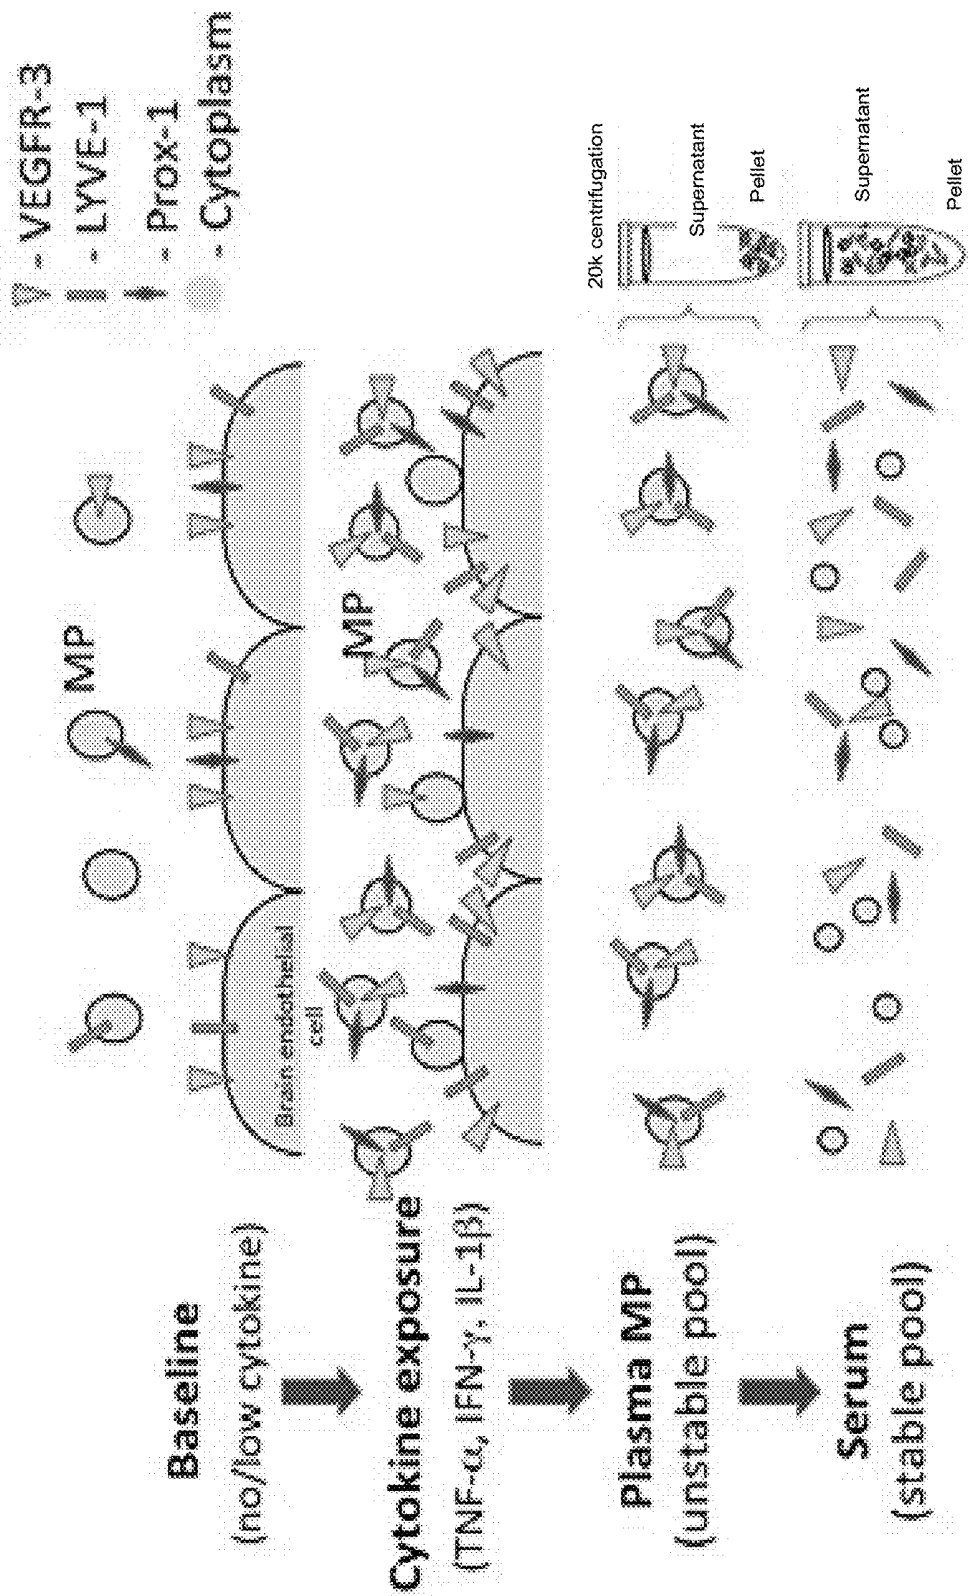 - VEGFR-3
- LYVE-1
- Prox-1
- Cytoplasm
Baseline
(no/low cytokine)
MP
Brain endothelial
cell
Cytokine exposure
(TNF-α, IFN-γ. IL-1β)
MP
Plasma MP
(unstable pool)
20k centrifugation
Supernatant
Pellet
Serum
(stable pool)
Supernatant
Pellet